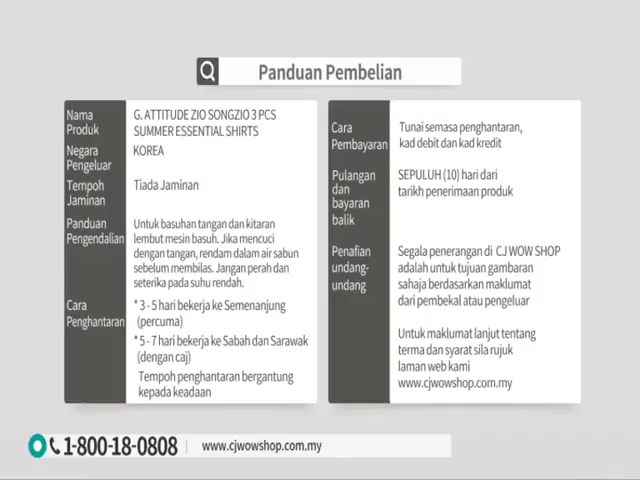 Panduan Pembelian
Nama
Produk
G. ATTITUDE ZIO SONGZIO 3 PCS
SUMMER ESSENTIAL SHIRTS
Negara
Pengeluar
KOREA
Tempoh
Jaminan
Tiada Jaminan
Panduan
Pengendalian
Untuk basuhan tangan dan kitaran
lembut mesin basuh. Jika mencuci
dengan tangan, rendam dalam air sabun
sebelum membilas. Jangan perah dan
seterika pada suhu rendah.
Cara
Penghantaran
* 3 - 5 hari bekerja ke Semenanjung
(percuma)
* 5 - 7 hari bekerja ke Sabah dan Sarawak
(dengan caj)
Tempoh penghantaran bergantung
kepada keadaan
Cara
Pembayaran
Tunai semasa penghantaran,
kad debit dan kad kredit
Pulangan
dan
bayaran
balik
SEPULUH (10) hari dari
tarikh penerimaan produk
Penafian
undang-
undang
Segala penerangan di CJ WOW SHOP
adalah untuk tujuan gambaran
sahaja berdasarkan maklumat
dari pembekal atau pengeluar
Untuk maklumat lanjut tentang
terma dan syarat sila rujuk
laman web kami
www.cjwowshop.com.my
1-800-18-0808
www.cjwowshop.com.my